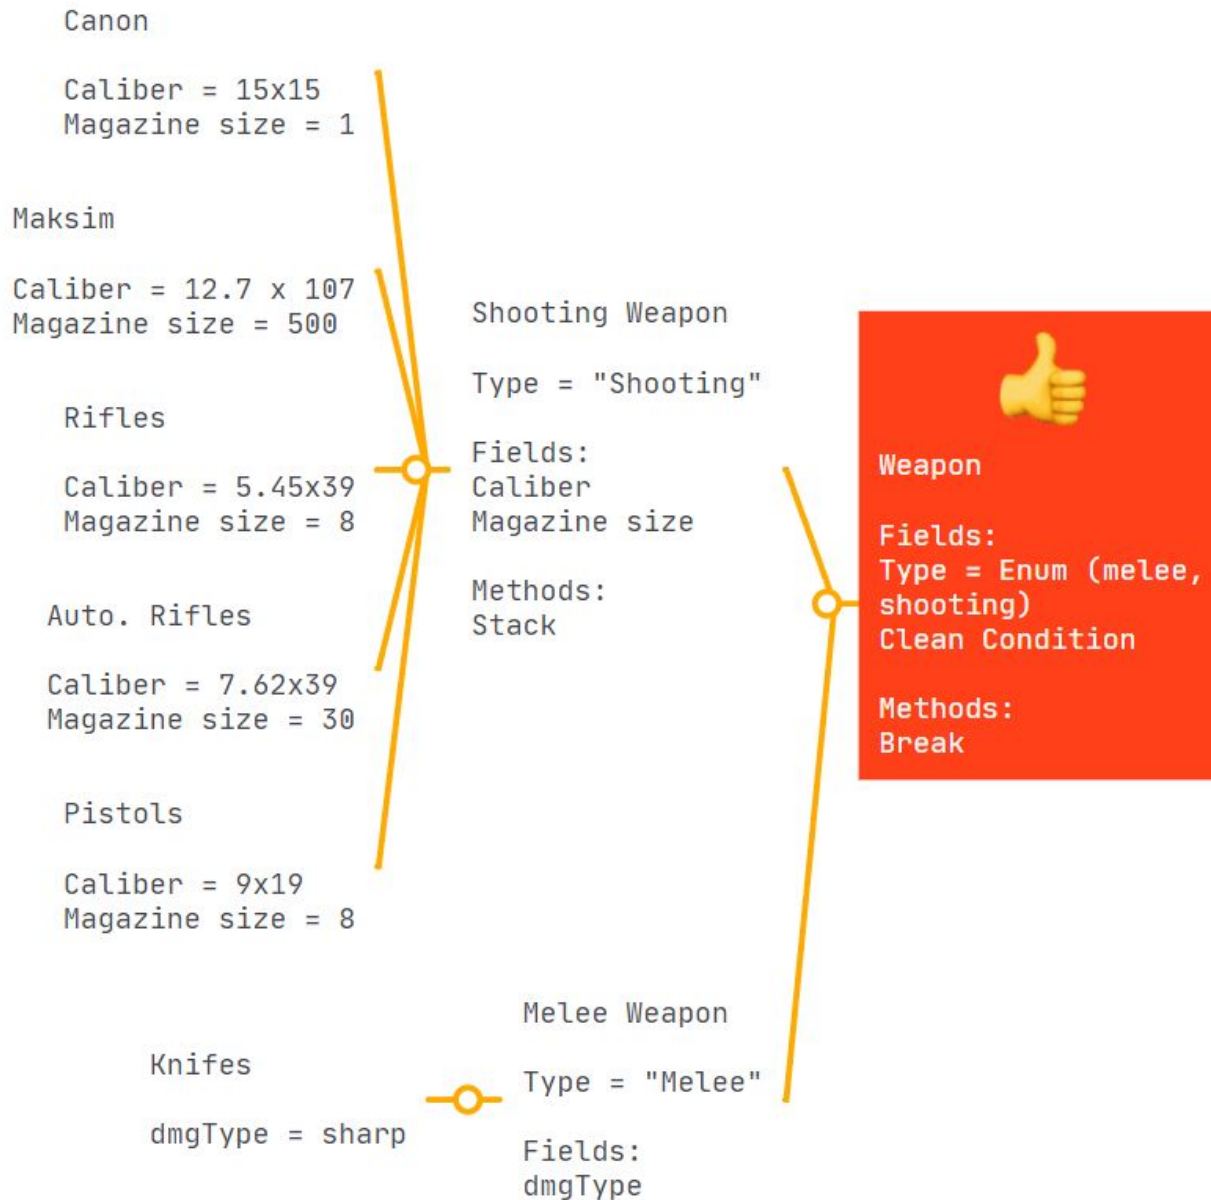 Canon
Caliber = 15x15
Magazine size = 1
Maksim
Caliber = 12.7 x 107
Magazine size = 500
Rifles
Caliber = 5.45x39
Magazine size = 8
Auto. Rifles
Caliber = 7.62x39
Magazine size = 30
Pistols
Caliber = 9x19
Magazine size = 8
Knifes
dmgType = sharp
Shooting Weapon
Type = "Shooting"
Fields:
Caliber
Magazine size
Methods:
Stack
Melee Weapon
Type = "Melee"
Fields:
dmgType
Weapon
Fields:
Type = Enum (melee,
shooting)
Clean Condition
Methods:
Break